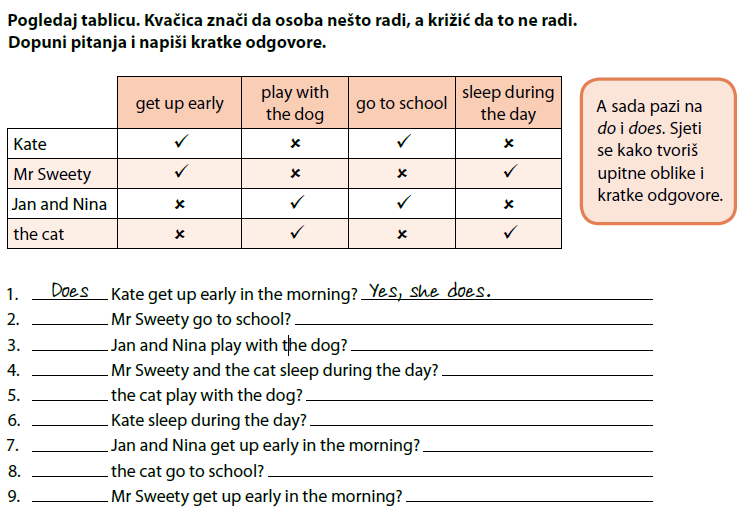 Pogledaj tablicu. Kvačica znači da osoba nešto radi, a križić da to ne radi.
Dopuni pitanja i napiši kratke odgovore.
get up early play with the dog go to school sleep during the day
Kate ✓ ✗ ✓ ✗
Mr Sweety ✓ ✗ ✗ ✓
Jan and Nina ✗ ✓ ✓ ✗
the cat ✗ ✓ ✗ ✓
A sada pazi na
do i does. Sjeti
se kako tvoriš
upitne oblike i
kratke odgovore.
1. Does Kate get up early in the morning? Yes, she does.
2. ________ Mr Sweety go to school? ________
3. ________ Jan and Nina play with the dog? ________
4. ________ Mr Sweety and the cat sleep during the day? ________
5. ________ the cat play with the dog? ________
6. ________ Kate sleep during the day? ________
7. ________ Jan and Nina get up early in the morning? ________
8. ________ the cat go to school? ________
9. ________ Mr Sweety get up early in the morning? ________